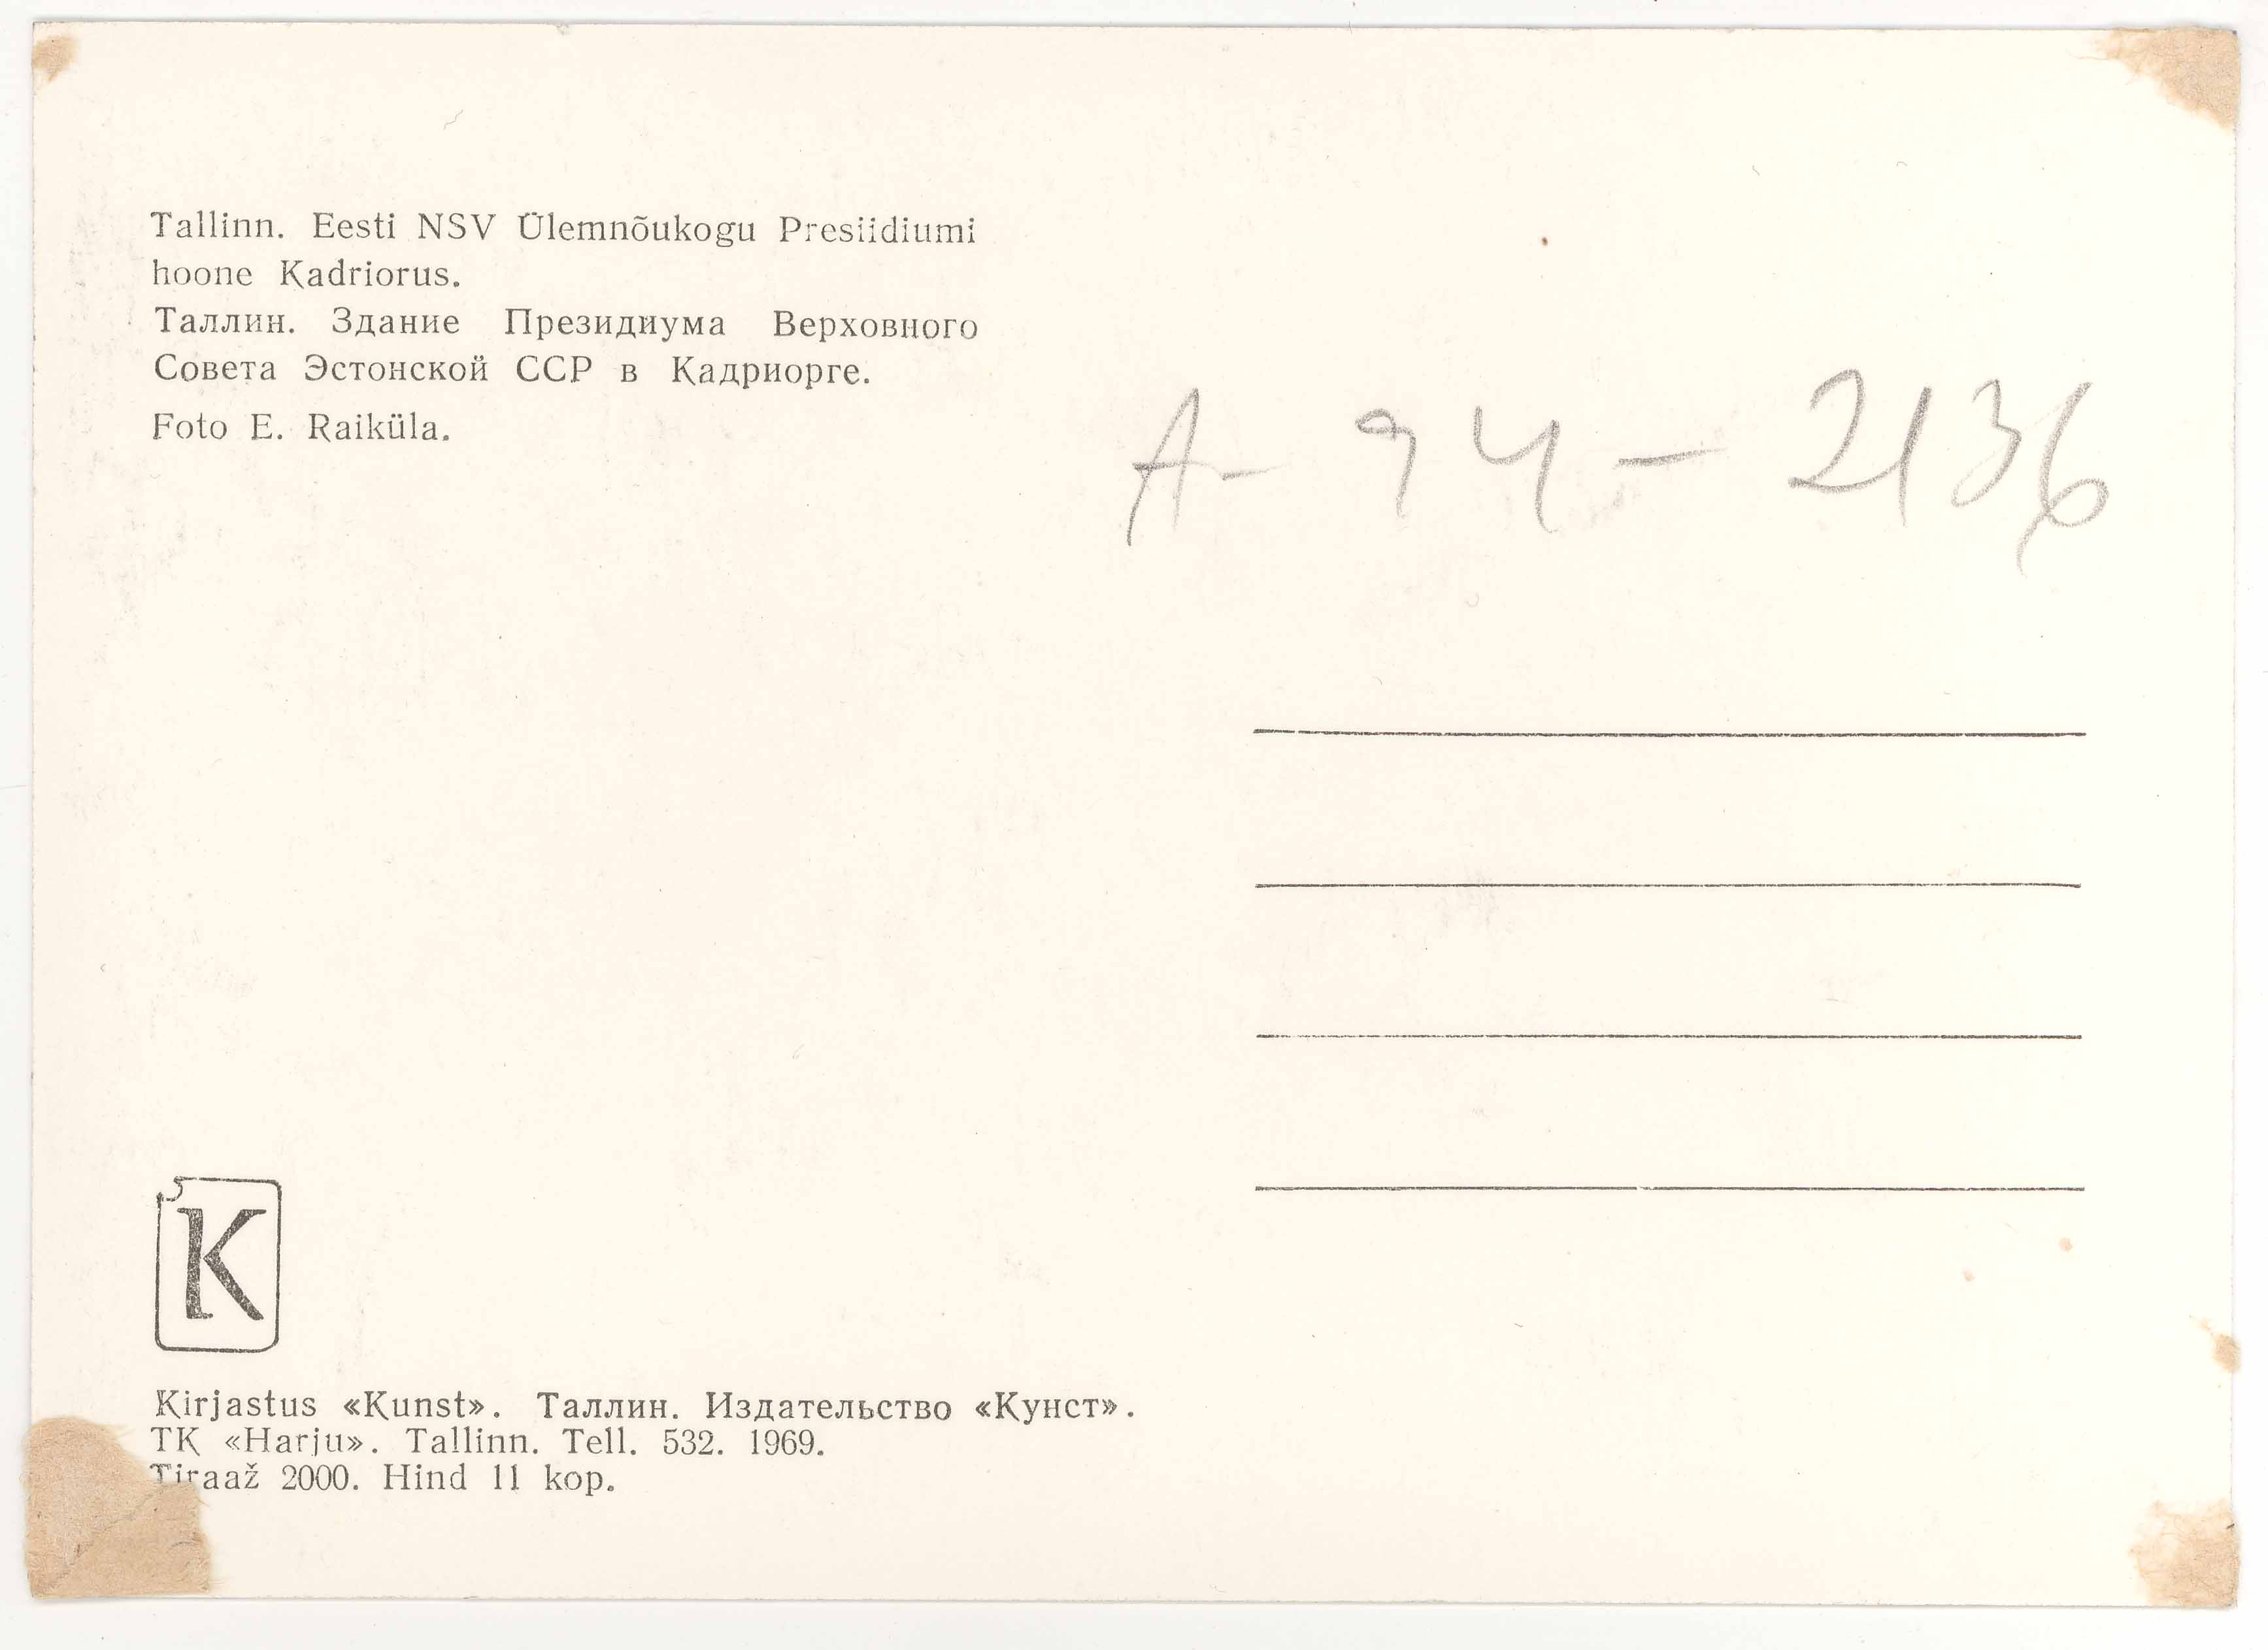 Tallinn. Eesti NSV Ülemnõukogu Presiidiumi
hoone Kadriorus.
Таллин. Здание Президиума Верховного
Совета Эстонской ССР в Кадриорге.
Foto E. Raiküla.
A- 94-2136
K
Kirjastus «Kunst». Таллин. Издательство «Кунст».
TK «Harju». Tallinn. Tell. 532. 1969.
Tiraaž 2000. Hind 11 kop.